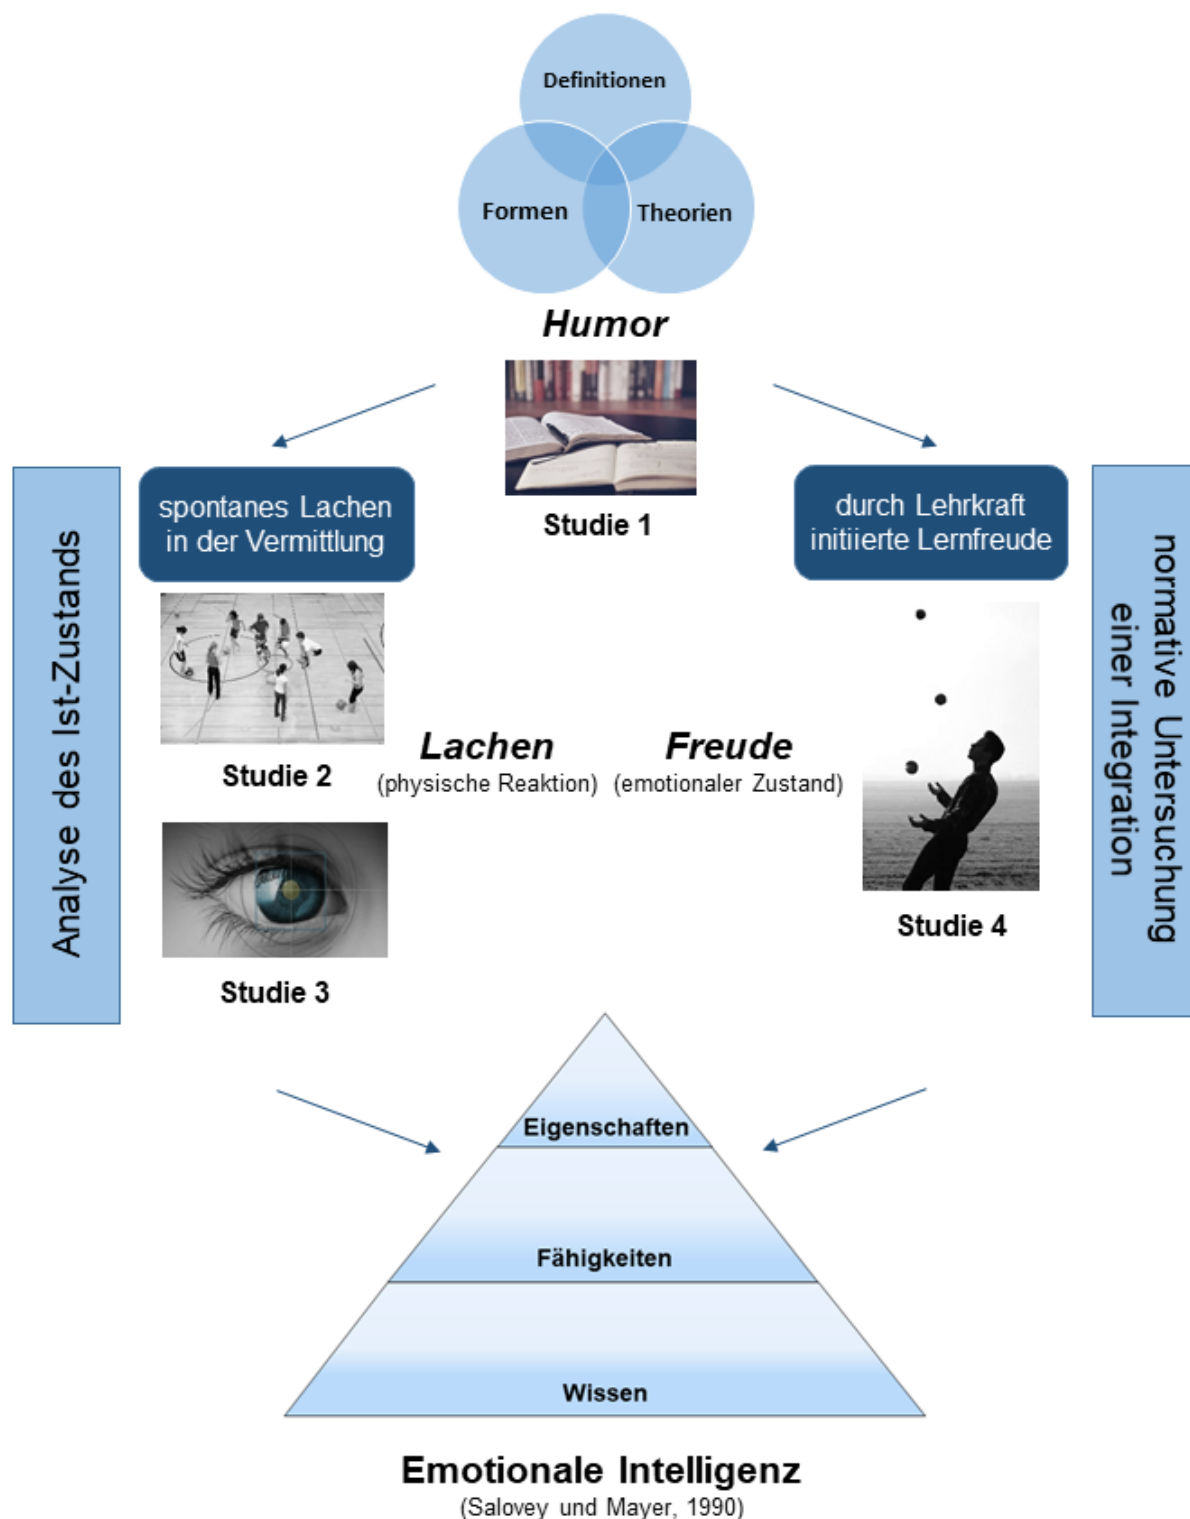 Definitionen
Formen
Theorien
Humor
Studie 1
spontanes Lachen
in der Vermittlung
durch Lehrkraft
initiierte Lernfreude
Analyse des Ist-Zustands
normative Untersuchung
einer Integration
Studie 2
Lachen
(physische Reaktion)
Freude
(emotionaler Zustand)
Studie 3
Studie 4
Eigenschaften
Fähigkeiten
Wissen
Emotionale Intelligenz
(Salovey und Mayer, 1990)